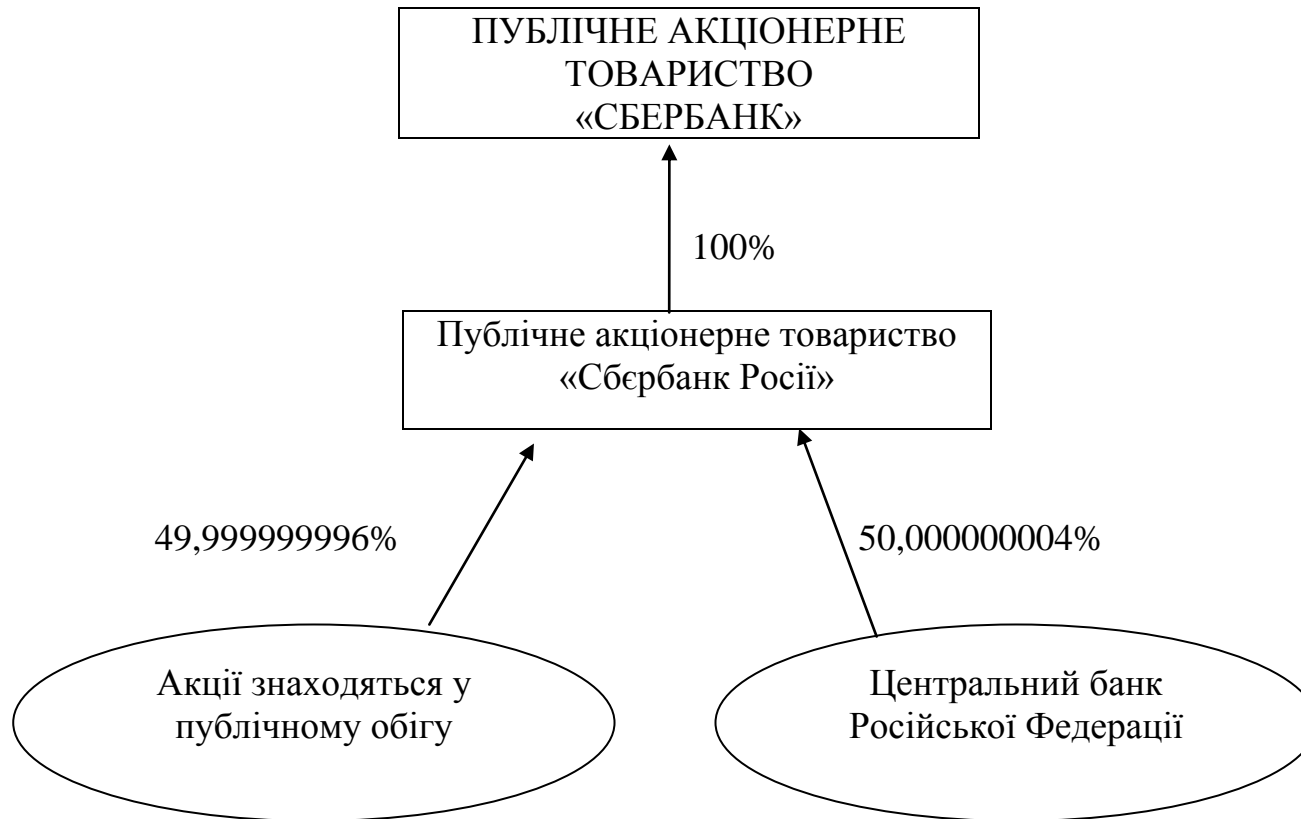 ПУБЛІЧНЕ АКЦІОНЕРНЕ
ТОВАРИСТВО
«СБЕРБАНК»
100%
Публічне акціонерне товариство
«Сбєрбанк Росії»
49,999999996%
50,000000004%
Акції знаходяться у
публічному обігу
Центральний банк
Російської Федерації